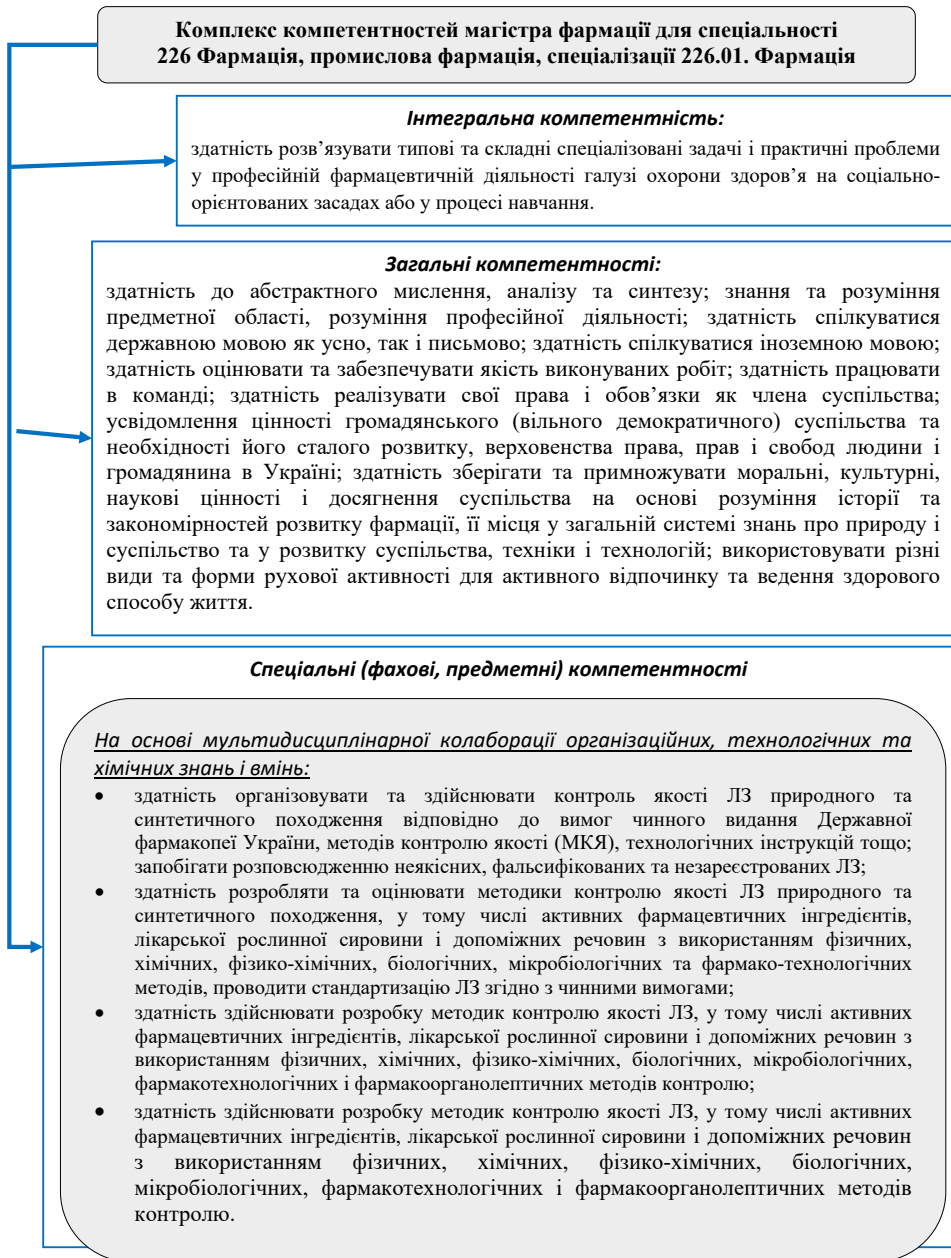 Комплекс компетентностей магістра фармації для спеціальності
226 Фармація, промислова фармація, спеціалізації 226.01. Фармація
Інтегральна компетентність:
здатність розв'язувати типові та складні спеціалізовані задачі і практичні проблеми
у професійній фармацевтичній діяльності галузі охорони здоров'я на соціально-
орієнтованих засадах або у процесі навчання.
Загальні компетентності:
здатність до абстрактного мислення, аналізу та синтезу; знання та розуміння
предметної області, розуміння професійної діяльності; здатність спілкуватися
державною мовою як усно, так і письмово; здатність спілкуватися іноземною мовою;
здатність оцінювати та забезпечувати якість виконуваних робіт; здатність працювати
в команді; здатність реалізувати свої права і обов'язки як члена суспільства;
усвідомлення цінності громадянського (вільного демократичного) суспільства та
необхідності його сталого розвитку, верховенства права, прав і свобод людини і
громадянина в Україні; здатність зберігати та примножувати моральні, культурні,
наукові цінності і досягнення суспільства на основі розуміння історії та
закономірностей розвитку фармації, її місця у загальній системі знань про природу і
суспільство та у розвитку суспільства, техніки і технологій; використовувати різні
види та форми рухової активності для активного відпочинку та ведення здорового
способу життя.
Спеціальні (фахові, предметні) компетентності
На основі мультидисциплінарної колаборації організаційних, технологічних та
хімічних знань і вмінь:
• здатність організовувати та здійснювати контроль якості ЛЗ природного та
синтетичного походження відповідно до вимог чинного видання Державної
фармакопеї України, методів контролю якості (МКЯ), технологічних інструкцій тощо;
запобігати розповсюдженню неякісних, фальсифікованих та незареєстрованих ЛЗ;
• здатність розробляти та оцінювати методики контролю якості ЛЗ природного та
синтетичного походження, у тому числі активних фармацевтичних інгредієнтів,
лікарської рослинної сировини і допоміжних речовин з використанням фізичних,
хімічних, фізико-хімічних, біологічних, мікробіологічних та фармако-технологічних
методів, проводити стандартизацію ЛЗ згідно з чинними вимогами;
• здатність здійснювати розробку методик контролю якості ЛЗ, у тому числі активних
фармацевтичних інгредієнтів, лікарської рослинної сировини і допоміжних речовин з
використанням фізичних, хімічних, фізико-хімічних, біологічних, мікробіологічних,
фармакотехнологічних і фармакоорганолептичних методів контролю;
• здатність здійснювати розробку методик контролю якості ЛЗ, у тому числі активних
фармацевтичних інгредієнтів, лікарської рослинної сировини і допоміжних речовин
з використанням фізичних, хімічних, фізико-хімічних, біологічних,
мікробіологічних, фармакотехнологічних і фармакоорганолептичних методів
контролю.